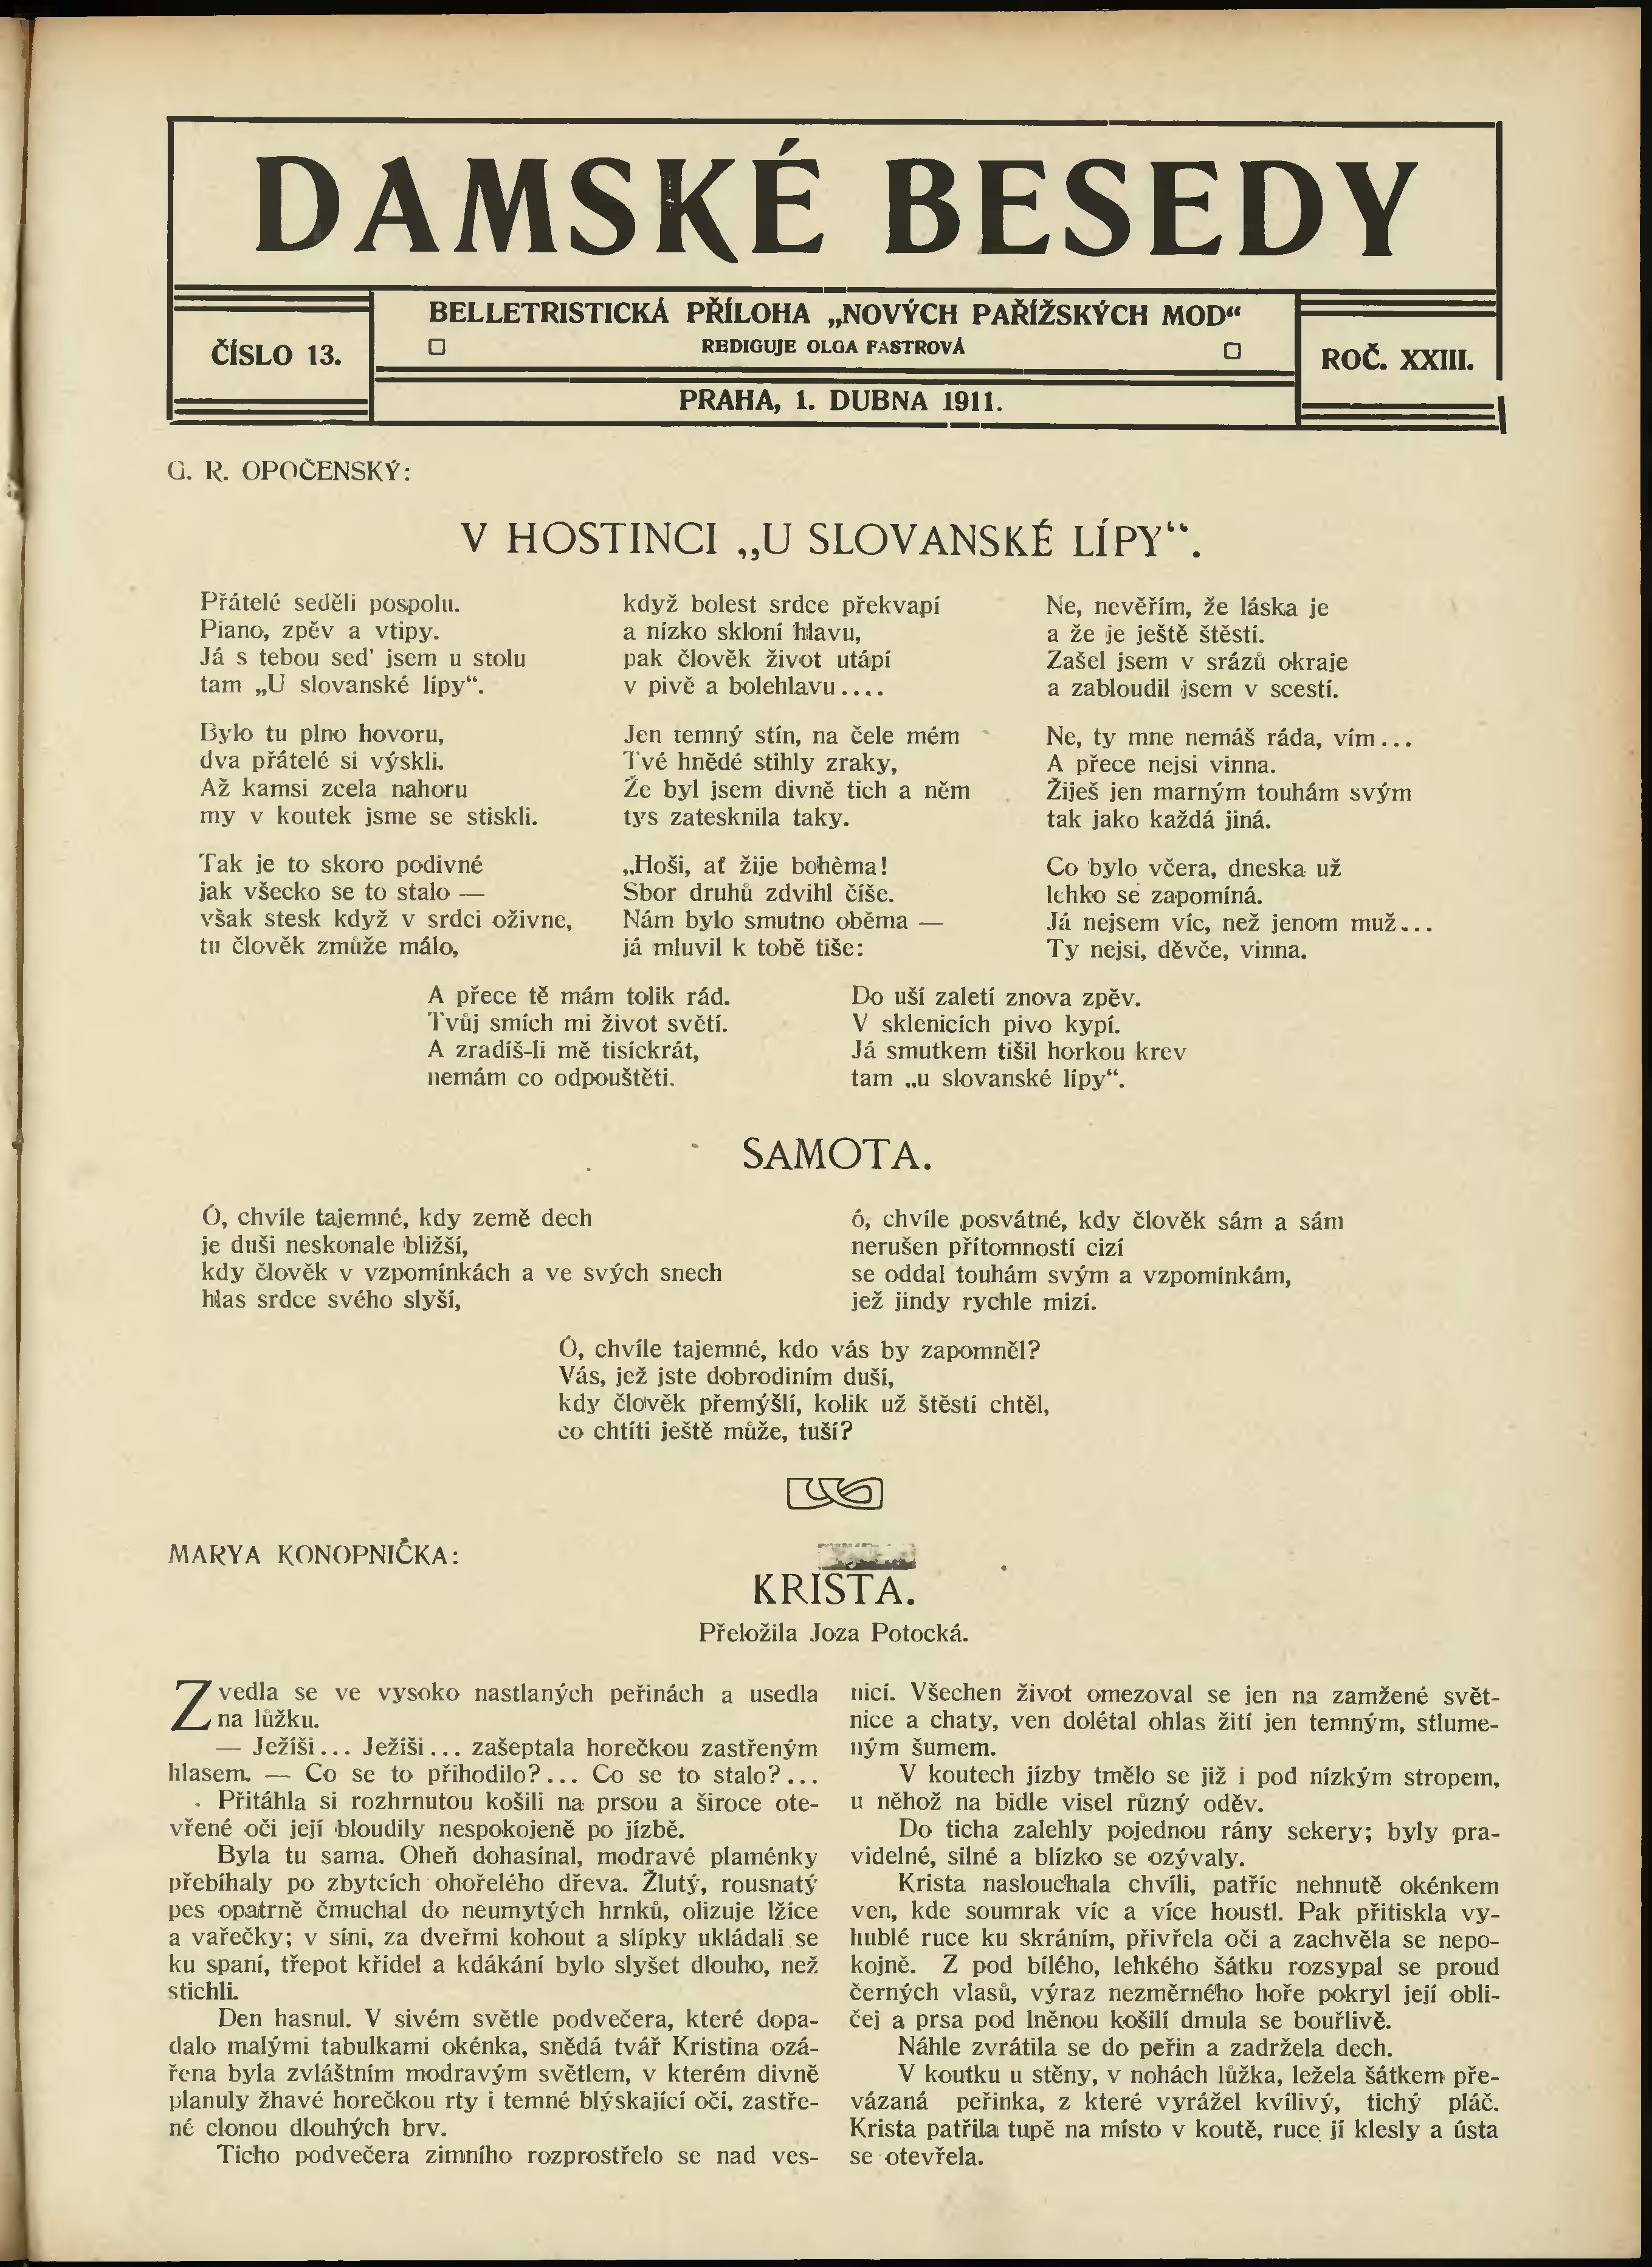 DAMSKÉ BESEDY
ČÍSLO 13.
BELLETRISTICKÁ PŘÍLOHA „NOVÝCH PAŘÍŽSKÝCH MOD“
REDIGUJE OLGA FASTROVÁ
PRAHA, 1. DUBNA 1911.
ROČ. XXIII.
G. R. OPOČENSKÝ:
V HOSTINCI „U SLOVANSKÉ LÍPY“.
Přátelé seděli pospolu.
Piano, zpěv a vtipy.
Já s tebou sed' jsem u stolu
tam „U slovanské lípy“.
Bylo tu plno hovoru,
dva přátelé si výskli.
Až kamsi zcela nahoru
my v koutek jsme se stiskli.
Tak je to skoro podivné
jak všecko se to stalo —
však stesk když v srdci oživne,
tu člověk zmůže málo,
když bolest srdce překvapí
a nízko skloní hlavu,
pak člověk život utápí
v pivě a bolehlavu....
Jen temný stín, na čele mém
Tvé hnědé stihly zraky,
Že byl jsem divně tich a něm
tys zatesknila taky.
„Hoši, ať žije bohèma!
Sbor druhů zdvihl číše.
Nám bylo smutno oběma —
já mluvil k tobě tiše:
Ne, nevěřím, že láska je
a že je ještě štěstí.
Zašel jsem v srázů okraje
a zabloudil jsem v scestí.
Ne, ty mne nemáš ráda, vím...
A přece nejsi vinna.
Žiješ jen marným touhám svým
tak jako každá jiná.
Co bylo včera, dneska už
lehko se zapomíná.
Já nejsem víc, než jenom muž...
Ty nejsi, děvče, vinna.
A přece tě mám tolik rád.
Tvůj smích mi život světí.
A zradíš-li mě tisíckrát,
nemám co odpouštěti.
Do uší zaletí znova zpěv.
V sklenicích pivo kypí.
Já smutkem tišil horkou krev
tam „u slovanské lípy“.
SAMOTA.
Ó, chvíle tajemné, kdy země dech
je duši neskonale bližší,
kdy člověk v vzpomínkách a ve svých snech
hlas srdce svého slyší,
ó, chvíle posvátné, kdy člověk sám a sám
nerušen přítomností cizí
se oddal touhám svým a vzpomínkám,
jež jindy rychle mizí.
Ó, chvíle tajemné, kdo vás by zapomněl?
Vás, jež jste dobrodiním duší,
kdy člověk přemýšlí, kolik už štěstí chtěl,
co chtíti ještě může, tuší?
MARYA KONOPNIČKA:
KRISTA.
Přeložila Joza Potocká.
Zvedla se ve vysoko nastlaných peřinách a usedla
na lůžku.
— Ježíši... Ježíši... zašeptala horečkou zastřeným
hlasem. — Co se to přihodilo?... Co se to stalo?...
Přitáhla si rozhrnutou košili na prsou a široce ote-
vřené oči její bloudily nespokojeně po jízbě.
Byla tu sama. Oheň dohasínal, modravé plaménky
přebíhaly po zbytcích ohořelého dřeva. Žlutý, rousnatý
pes opatrně čmuchal do neumytých hrnků, olizuje lžíce
a vařečky; v síni, za dveřmi kohout a slípky ukládali se
ku spaní, třepot křidel a kdákání bylo slyšet dlouho, než
stichli.
Den hasnul. V sivém světle podvečera, které dopa-
dalo malými tabulkami okénka, snědá tvář Kristina ozá-
řena byla zvláštním modravým světlem, v kterém divně
planuly žhavé horečkou rty i temné blýskající oči, zastře-
né clonou dlouhých brv.
Ticho podvečera zimního rozprostřelo se nad ves-
nicí. Všechen život omezoval se jen na zamžené svět-
nice a chaty, ven dolétal ohlas žití jen temným, stlume-
ným šumem.
V koutech jízby tmělo se již i pod nízkým stropem,
u něhož na bidle visel různý oděv.
Do ticha zalehly pojednou rány sekery; byly pra-
videlné, silné a blízko se ozývaly.
Krista naslouchala chvíli, patříc nehnutě okénkem
ven, kde soumrak víc a více houstl. Pak přitiskla vy-
hublé ruce ku skráním, přivřela oči a zachvěla se nepo-
kojně. Z pod bílého, lehkého šátku rozsypal se proud
černých vlasů, výraz nezměrného hoře pokryl její obli-
čej a prsa pod lněnou košilí dmula se bouřlivě.
Náhle zvrátila se do peřin a zadržela dech.
V koutku u stěny, v nohách lůžka, ležela šátkem pře-
vázaná peřinka, z které vyrážel kvílivý, tichý pláč.
Krista patřila tupě na místo v koutě, ruce jí klesly a ústa
se otevřela.